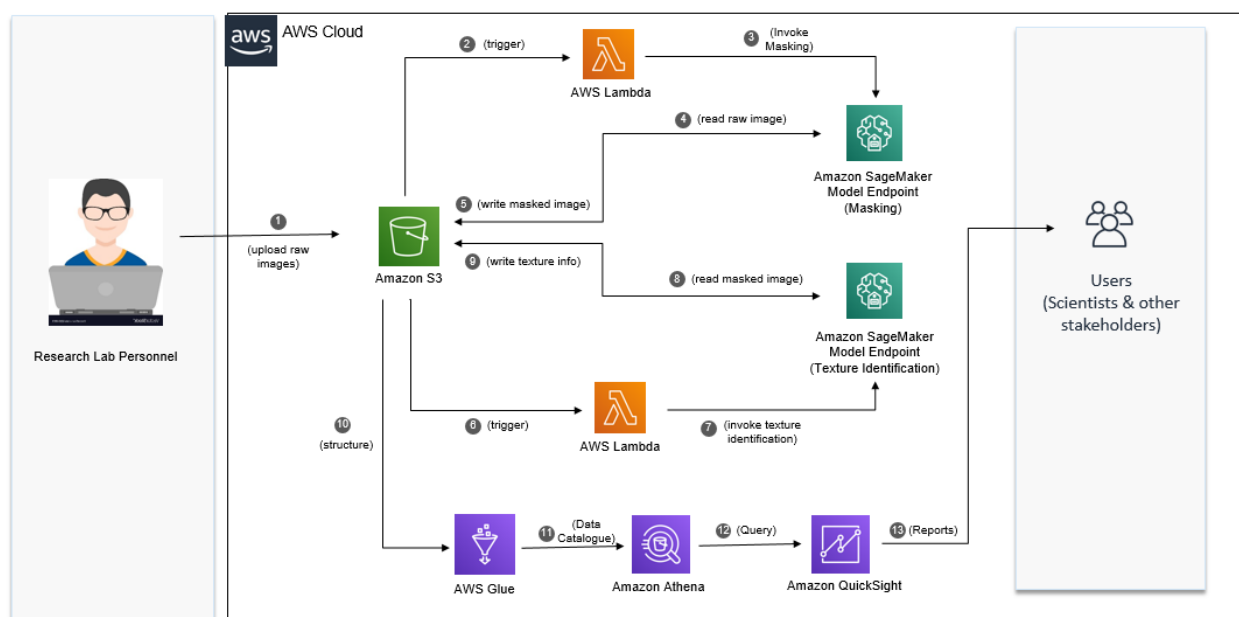 aws
AWS Cloud
2 (trigger)
3 (Invoke
Masking)
AWS Lambda
4 (read raw image)
Amazon SageMaker
Model Endpoint
(Masking)
5 (write masked image)
1
(upload raw
images)
Amazon S3
9 (write texture info)
8 (read masked image)
Amazon SageMaker
Model Endpoint
(Texture Identification)
Research Lab Personnel
Users
(Scientists & other
stakeholders)
6 (trigger)
AWS Lambda
7 (invoke texture
identification)
10
(structure)
AWS Glue
11 (Data
Catalogue)
Amazon Athena
12 (Query)
Amazon QuickSight
13 (Reports)